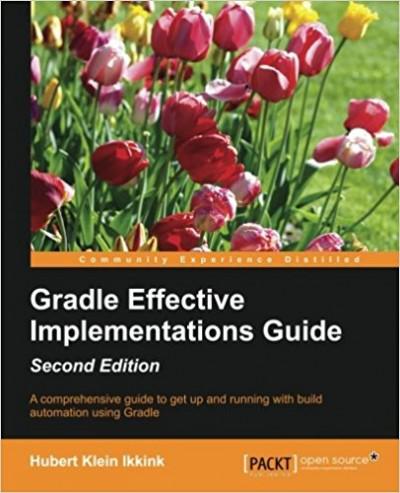 Community Experience Distilled
Gradle Effective
Implementations Guide
Second Edition
A comprehensive guide to get up and running with build
automation using Gradle
Hubert Klein Ikkink
[PACKT] open source*
PUBLISHING